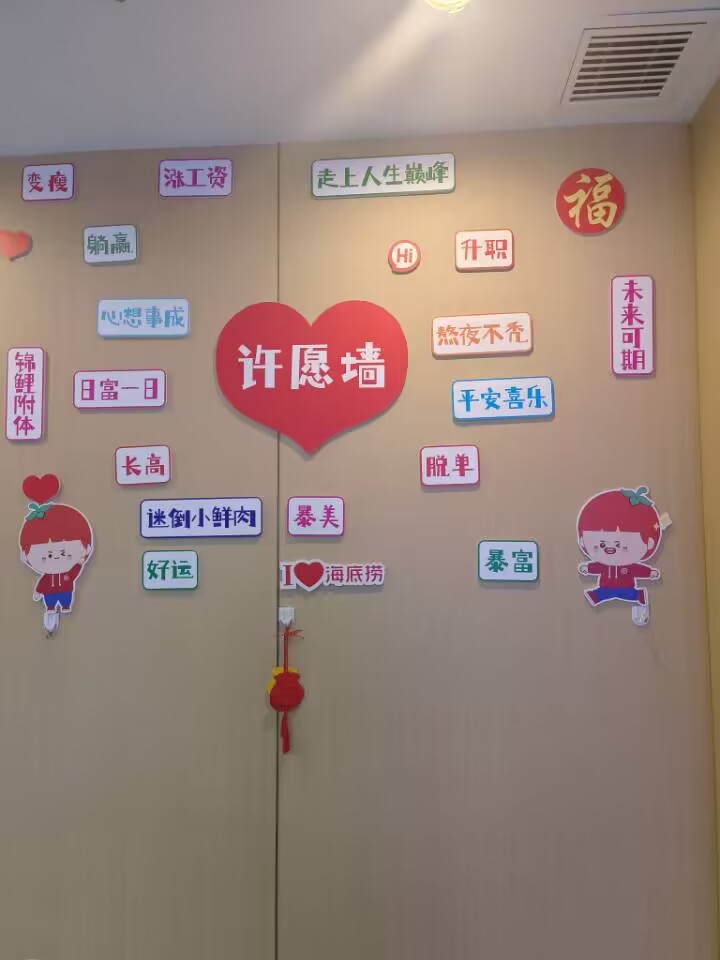 变瘦
涨工资
走上人生巅峰
福
躺赢
Hi
升职
心想事成
未来可期
许愿墙
熬夜不秃
锦鲤附体
日富一日
平安喜乐
长高
脱单
迷倒小鲜肉
暴美
好运
I海底捞
暴富